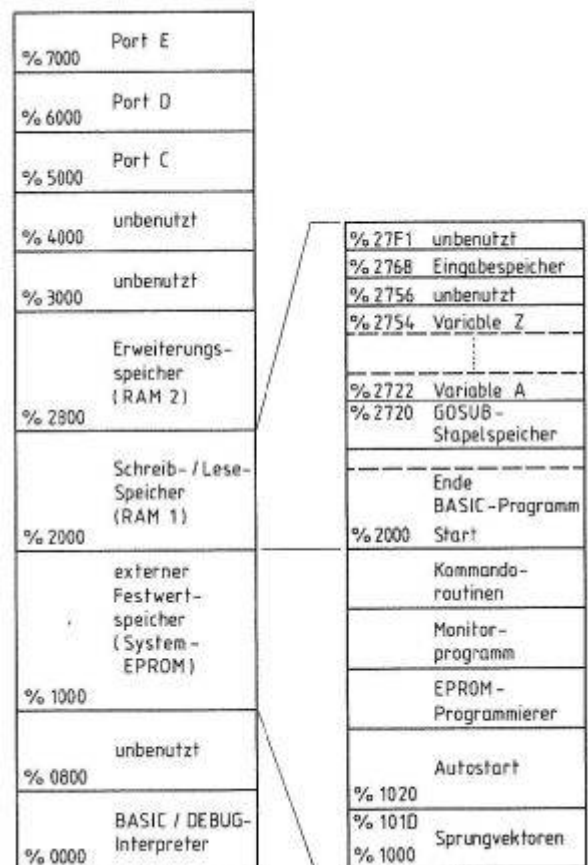 Port E
% 7000
Port D
% 6000
Port C
% 5000
unbenutzt
% 4000
unbenutzt
% 3000
Erweiterungs-
speicher
(RAM 2)
% 2800
Schreib-/Lese-
Speicher
(RAM 1)
% 2000
externer
Festwert-
speicher
(System-
EPROM)
% 1000
unbenutzt
% 0800
BASIC / DEBUG-
Interpreter
% 0000
% 27F1 unbenutzt
% 276B Eingabespeicher
% 2756 unbenutzt
% 2754 Variable Z
% 2722 Variable A
% 2720 GOSUB-
Stapelspeicher
Ende
BASIC-Programm
% 2000 Start
Kommando-
routinen
Monitor-
programm
EPROM-
Programmierer
Autostart
% 1020
% 101D
Sprungvektoren
% 1000